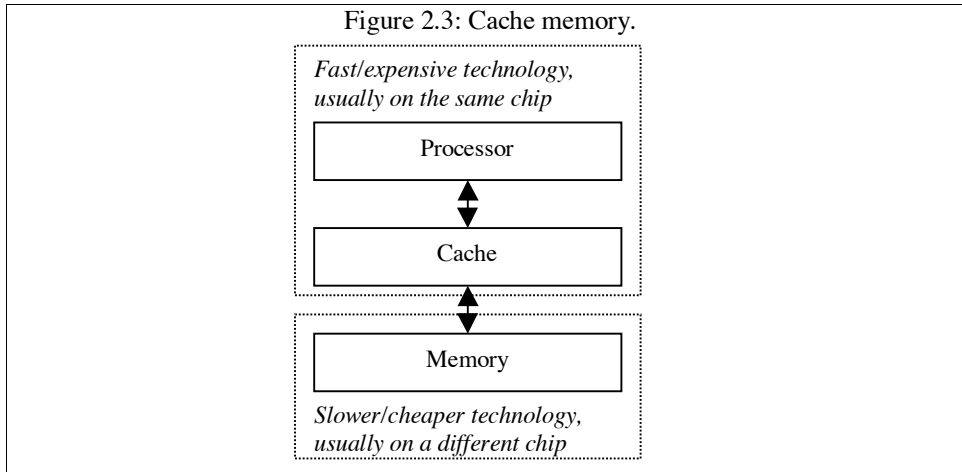 Figure 2.3: Cache memory.
Fast/expensive technology,
usually on the same chip
Processor
Cache
Memory
Slower/cheaper technology,
usually on a different chip